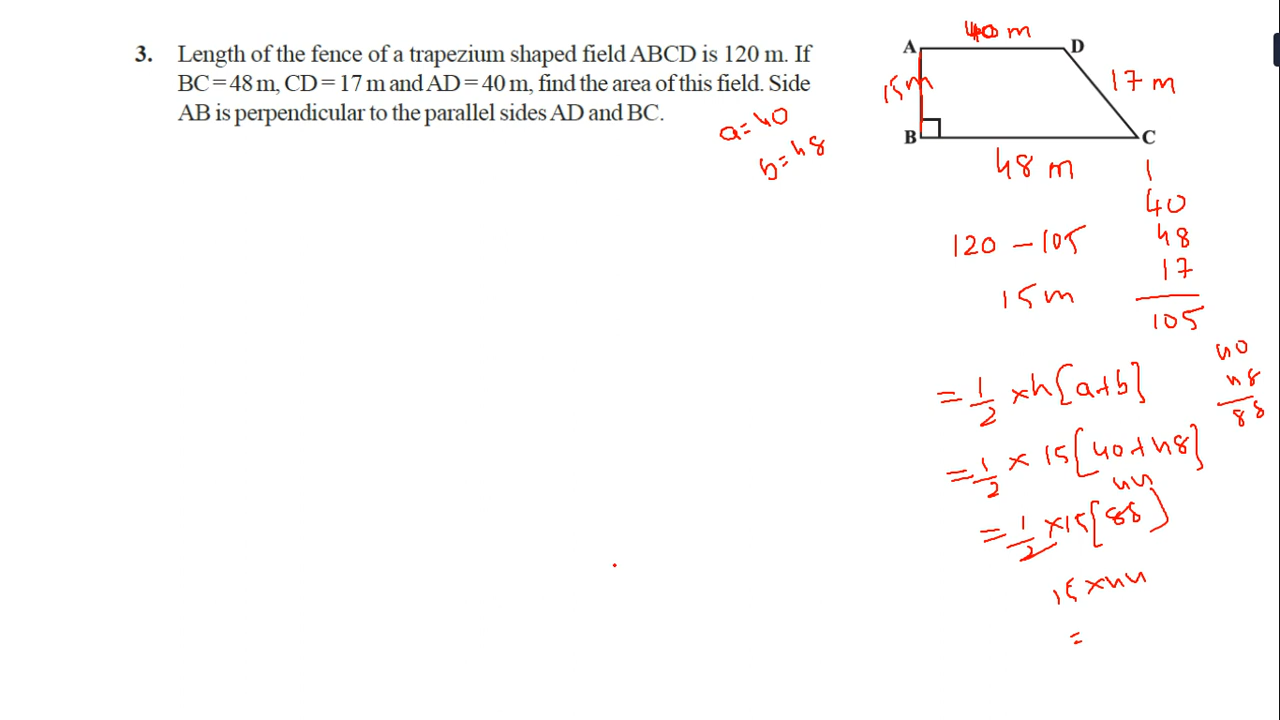 3. Length of the fence of a trapezium shaped field ABCD is 120 m. If
BC = 48 m, CD = 17 m and AD = 40 m, find the area of this field. Side
AB is perpendicular to the parallel sides AD and BC.
a=40
b=48
40 m
A D
15m 17 m
B C
48 m
1
40
48
17
105
120 - 105
15m
40
48
88
= 1/2 × h[a+b]
= 1/2 × 15[40+48]
44
= 1/2 × 15[88]
15 × 44
=